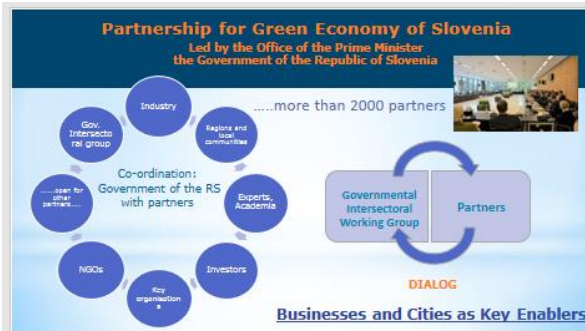 Partnership for Green Economy of Slovenia
Led by the Office of the Prime Minister
the Government of the Republic of Slovenia
.....more than 2000 partners
Industry
Regions and
local
communities
Experts,
Academia
Investors
Key
organisation
s
NGOs
......open for
other
partners....
Gov.
Intersecto
ral group
Co-ordination:
Government of the RS
with partners
Governmental
Intersectoral
Working Group
Partners
DIALOG
Businesses and Cities as Key Enablers